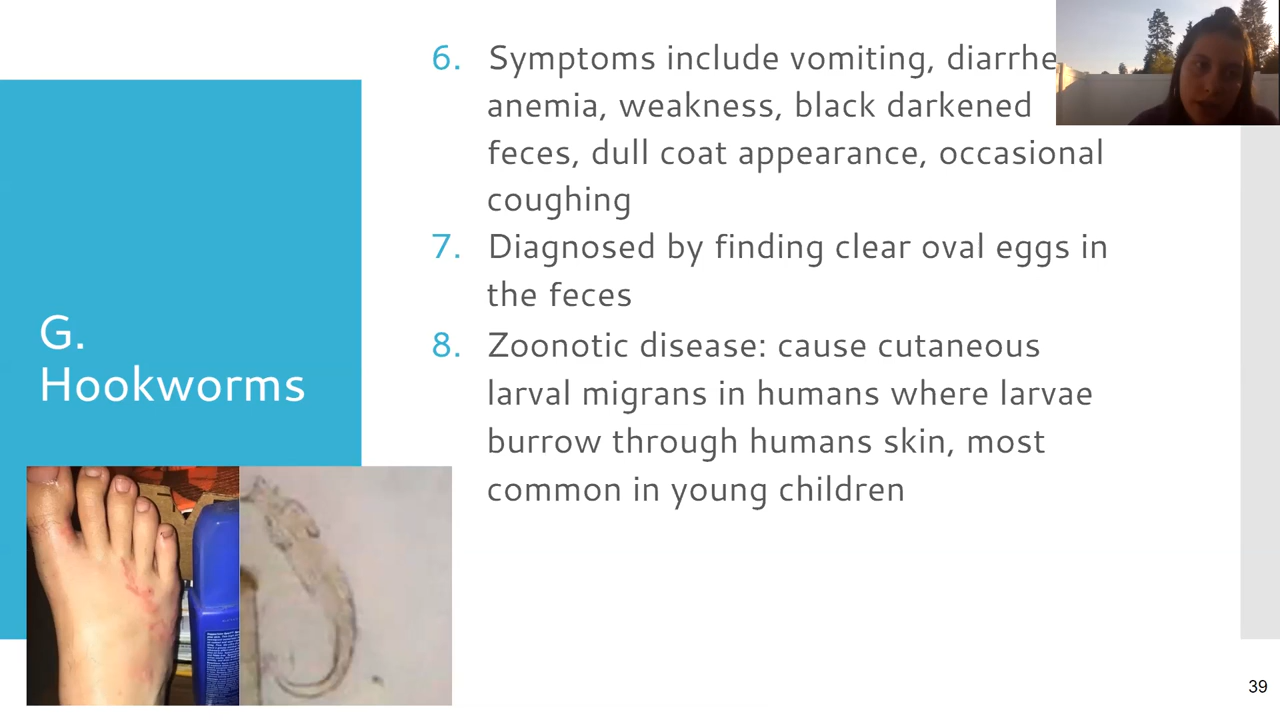 6. Symptoms include vomiting, diarrhe
anemia, weakness, black darkened
feces, dull coat appearance, occasional
coughing
7. Diagnosed by finding clear oval eggs in
the feces
8. Zoonotic disease: cause cutaneous
larval migrans in humans where larvae
burrow through humans skin, most
common in young children
G.
Hookworms
39